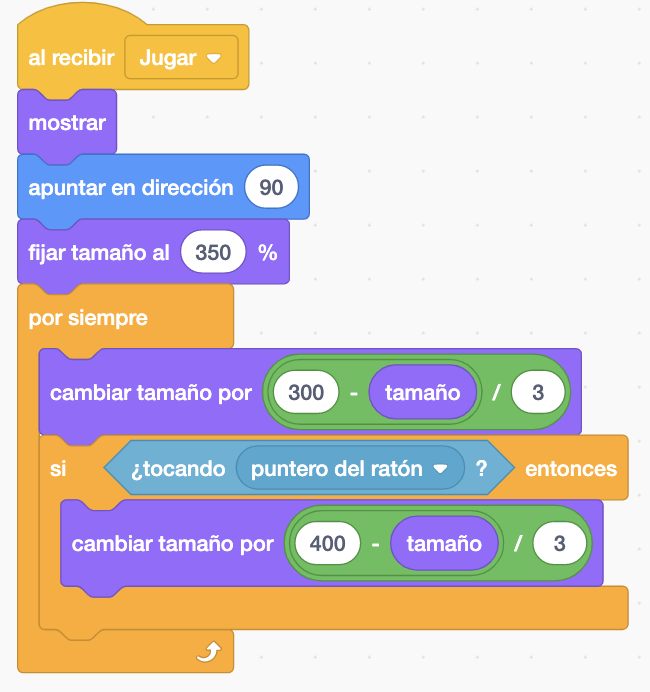 al recibir Jugar
mostrar
apuntar en dirección 90
fijar tamaño al 350 %
por siempre
cambiar tamaño por 300 - tamaño / 3
si ¿tocando puntero del ratón ? entonces
cambiar tamaño por 400 - tamaño / 3